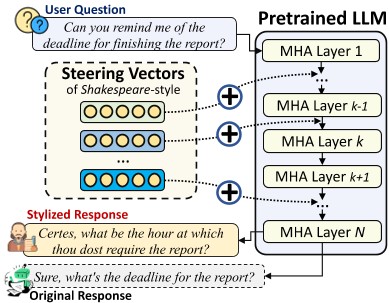 User Question
Can you remind me of the
deadline for finishing the report?
Pretrained LLM
MHA Layer 1
...
MHA Layer k-1
MHA Layer k
MHA Layer k+1
...
MHA Layer N
Steering Vectors
of Shakespeare-style
...
Stylized Response
Certes, what be the hour at which
thou dost require the report?
Sure, what's the deadline for the report?
Original Response